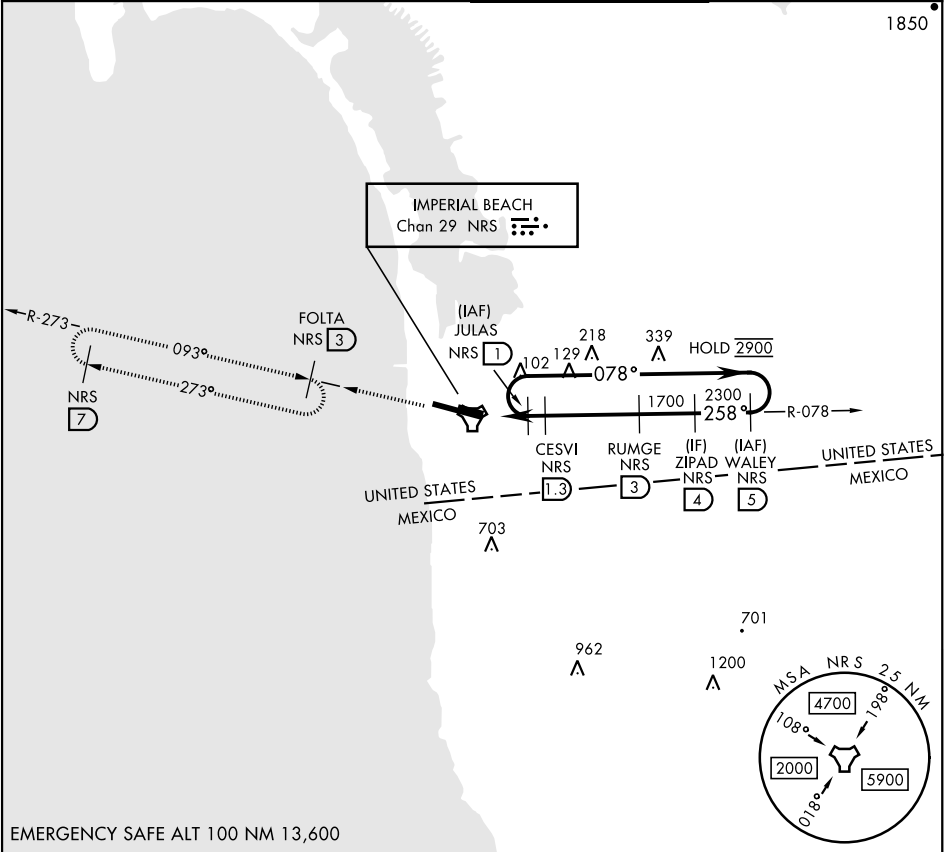 1850
IMPERIAL BEACH
Chan 29 NRS
R-273
093°
273°
NRS
7
FOLTA
NRS 3
(IAF)
JULAS
NRS 1
102
129
218
339
HOLD 2900
078°
1700
2300
258°
R-078
CESVI
NRS
1.3
RUMGE
NRS
3
(IF)
ZIPAD
NRS
4
(IAF)
WALEY
NRS
5
UNITED STATES
MEXICO
UNITED STATES
MEXICO
703
701
962
1200
MSA NRS 25 NM
4700
108°
198°
2000
5900
018°
EMERGENCY SAFE ALT 100 NM 13,600